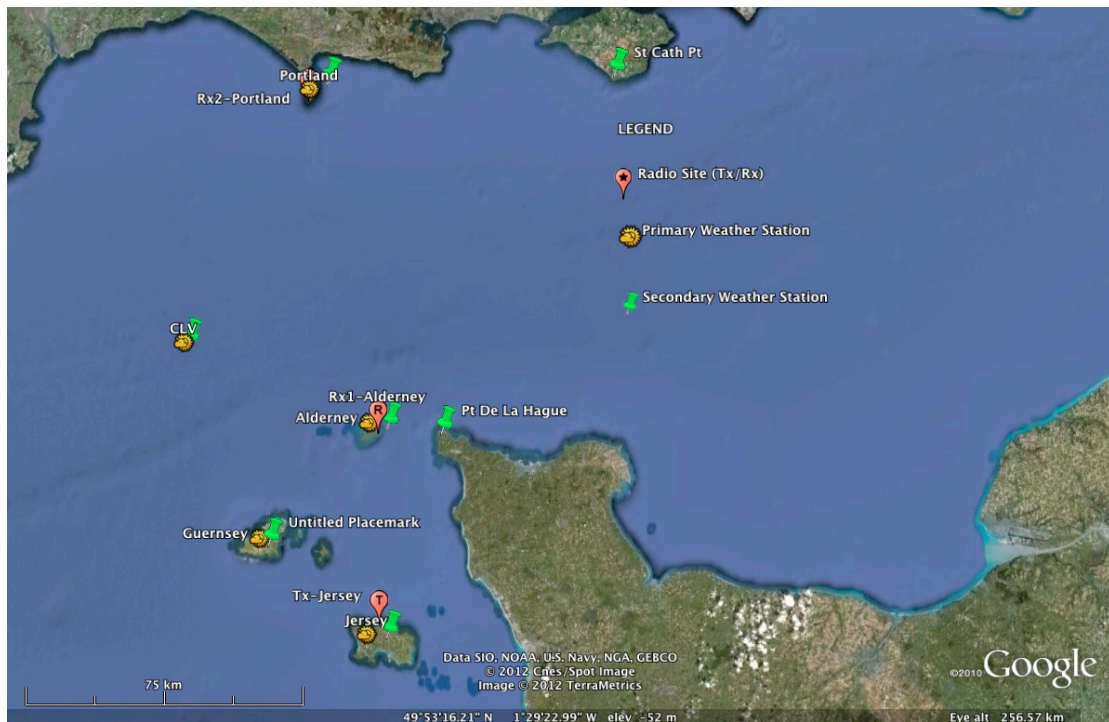 St Cath Pt
Portland
Rx2-Portland
LEGEND
Radio Site (Tx/Rx)
Primary Weather Station
Secondary Weather Station
CLV
Rx1-Alderney
R
Alderney
Pt De La Hague
Untitled Placemark
Guernsey
Tx-Jersey
T
Jersey
Data SIO, NOAA, U.S. Navy, NGA, GEBCO
© 2012 Cnes/Spot Image
Image © 2012 TerraMetrics
©2010 Google
75 km
49°53'16.21" N 1°29'22.99" W elev -52 m
Eye alt 256.57 km